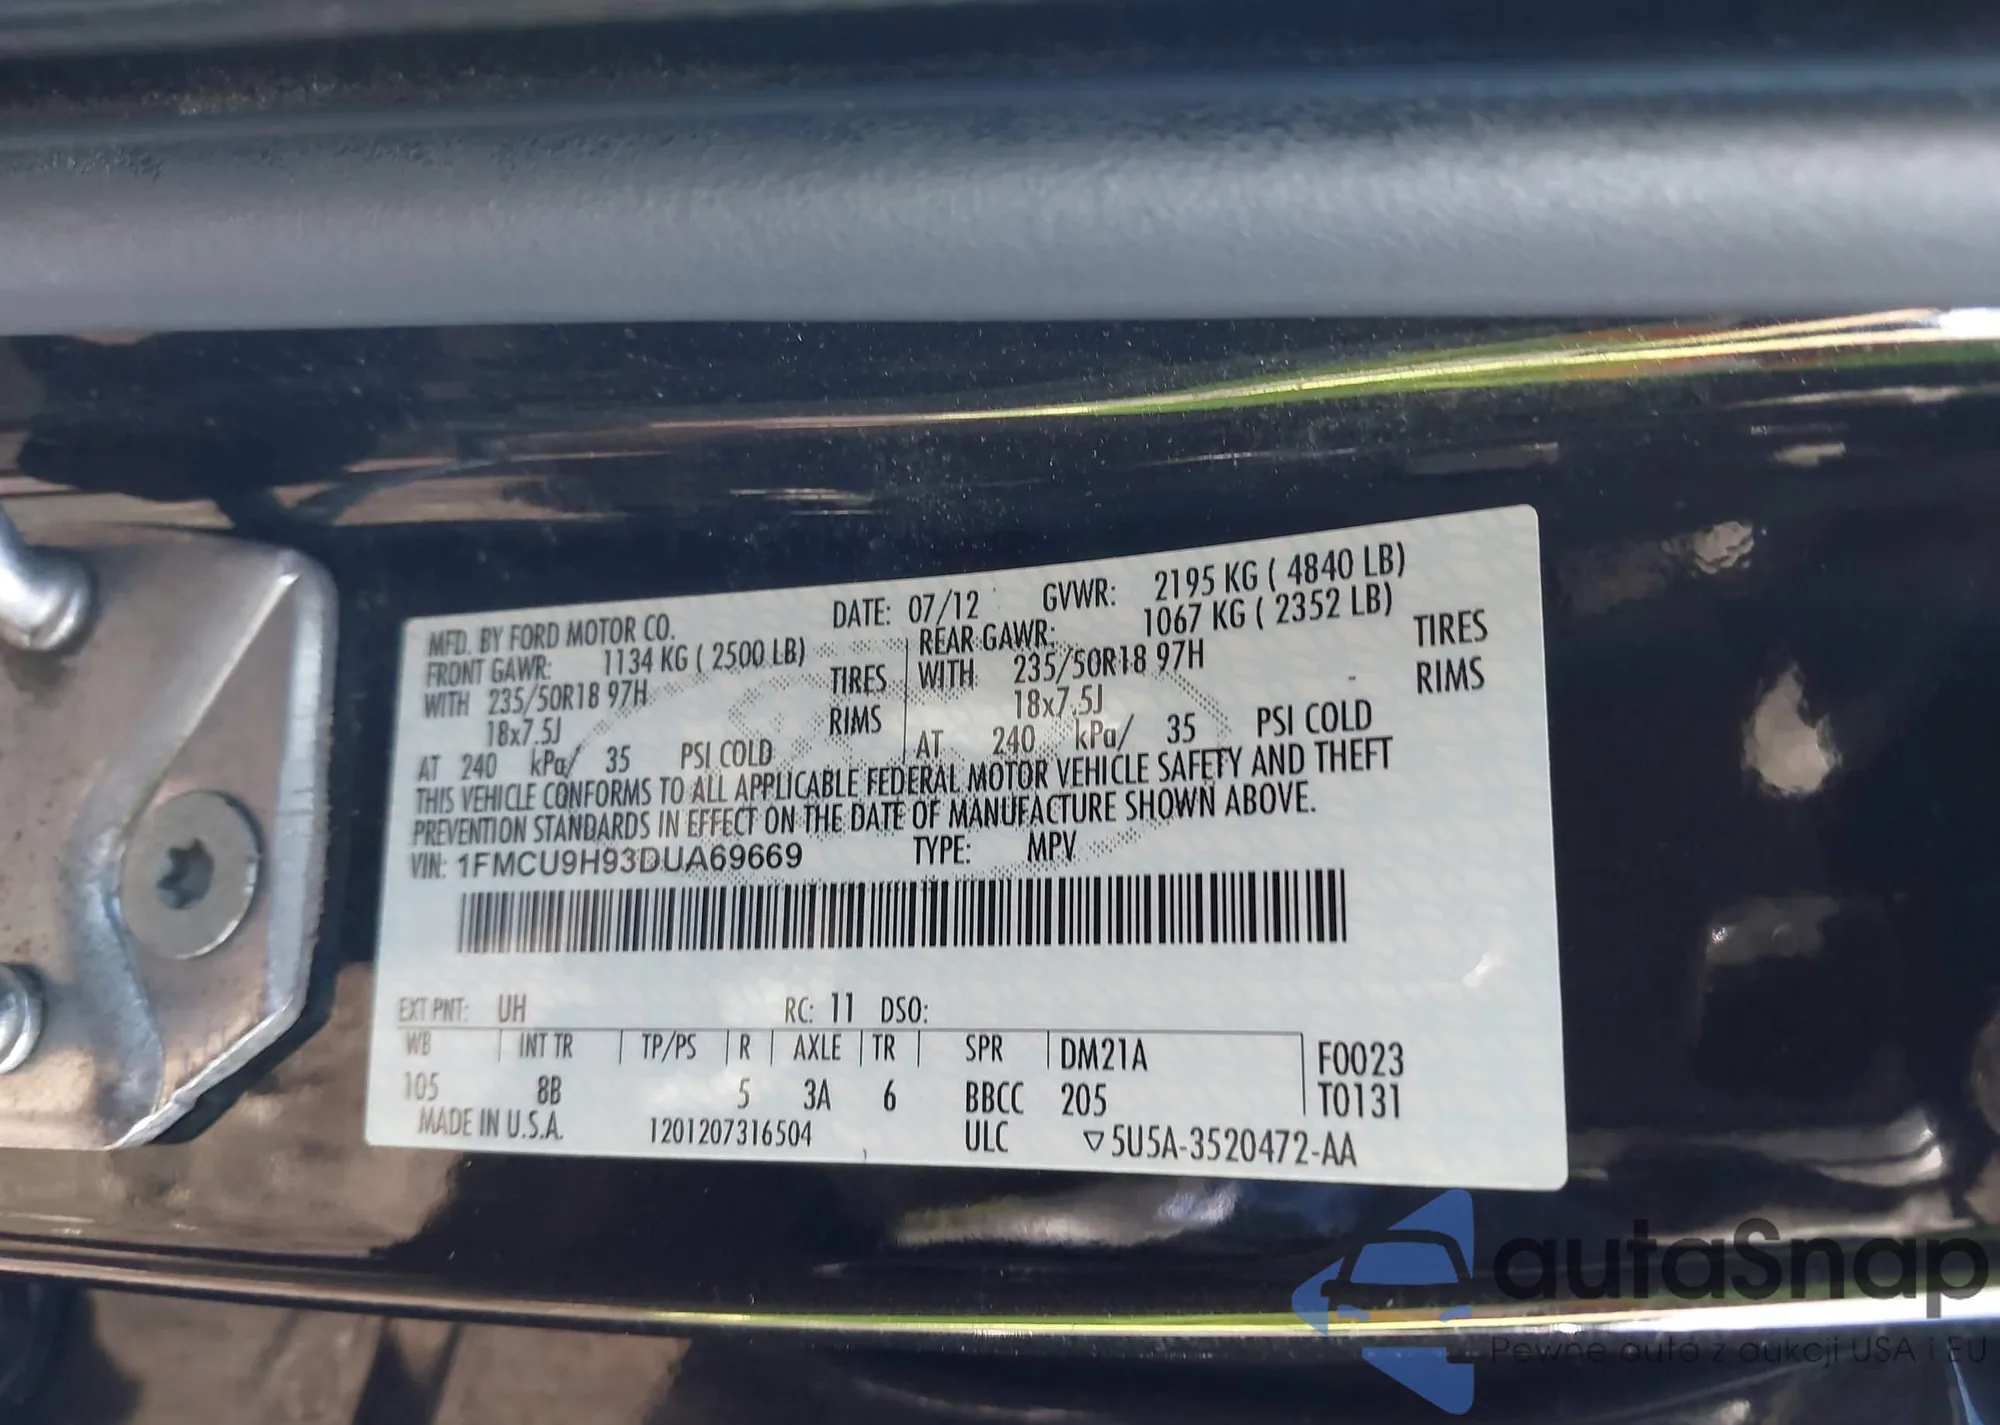 MFD. BY FORD MOTOR CO. DATE: 07/12 GVWR: 2195 KG ( 4840 LB)
FRONT GAWR: 1134 KG ( 2500 LB) REAR GAWR: 1067 KG ( 2352 LB)
WITH 235/50R18 97H TIRES WITH 235/50R18 97H TIRES
18x7.5J RIMS 18x7.5J RIMS
AT 240 kPa/ 35 PSI COLD AT 240 kPa/ 35 PSI COLD
THIS VEHICLE CONFORMS TO ALL APPLICABLE FEDERAL MOTOR VEHICLE SAFETY AND THEFT
PREVENTION STANDARDS IN EFFECT ON THE DATE OF MANUFACTURE SHOWN ABOVE.
VIN: 1FMCU9H93DUA69669 TYPE: MPV
EXT PNT: UH RC: 11 DSO:
WB INT TR TP/PS R AXLE TR SPR DM21A F0023
105 8B 5 3A 6 BBCC 205 T0131
MADE IN U.S.A. 1201207316504 ULC ▽5U5A-3520472-AA
autaSnap
Pewne auta z aukcji USA i EU